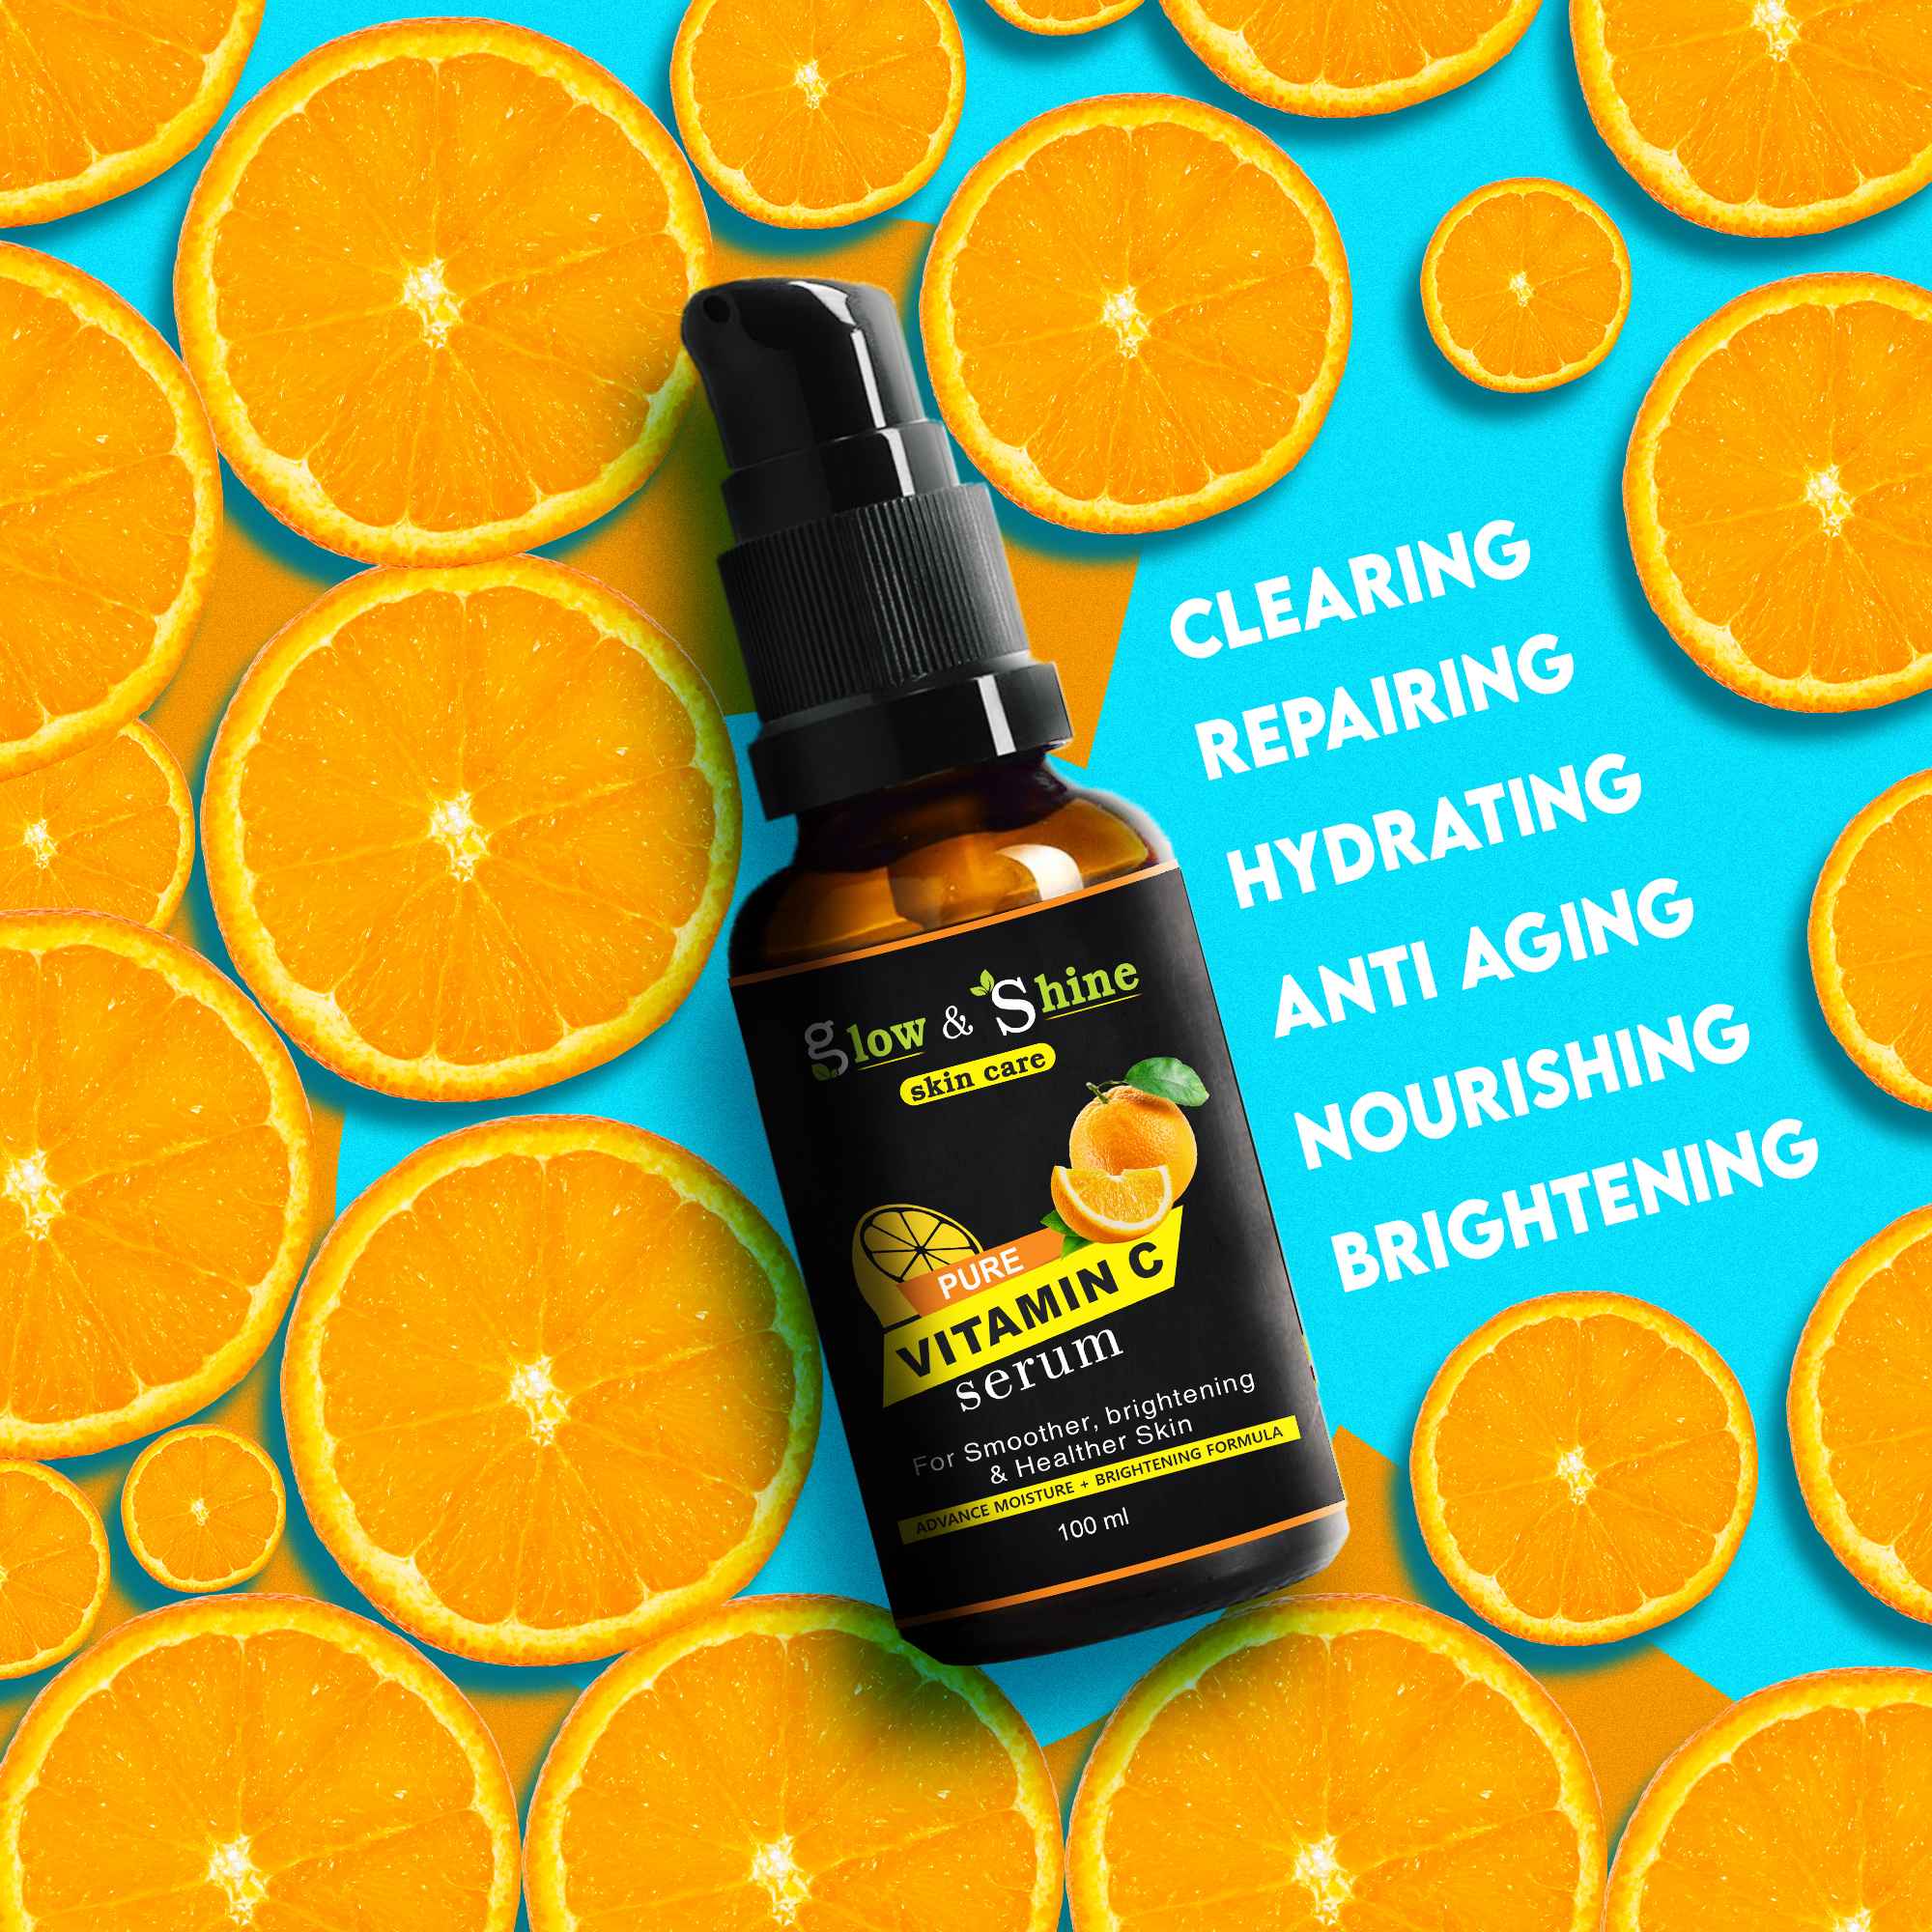 CLEARING
REPAIRING
HYDRATING
ANTI AGING
NOURISHING
BRIGHTENING
glow & Shine
skin care
PURE
VITAMIN C
serum
For Smoother, brightening
& Healther Skin
ADVANCE MOISTURE + BRIGHTENING FORMULA
100 ml